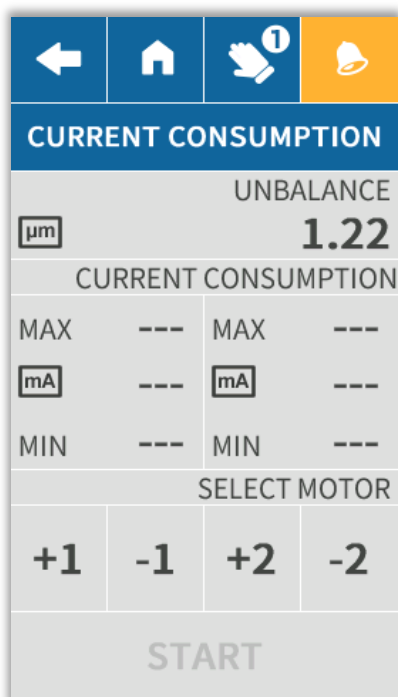 1
CURRENT CONSUMPTION
UNBALANCE
µm 1.22
CURRENT CONSUMPTION
MAX --- MAX ---
mA --- mA ---
MIN --- MIN ---
SELECT MOTOR
+1 -1 +2 -2
START